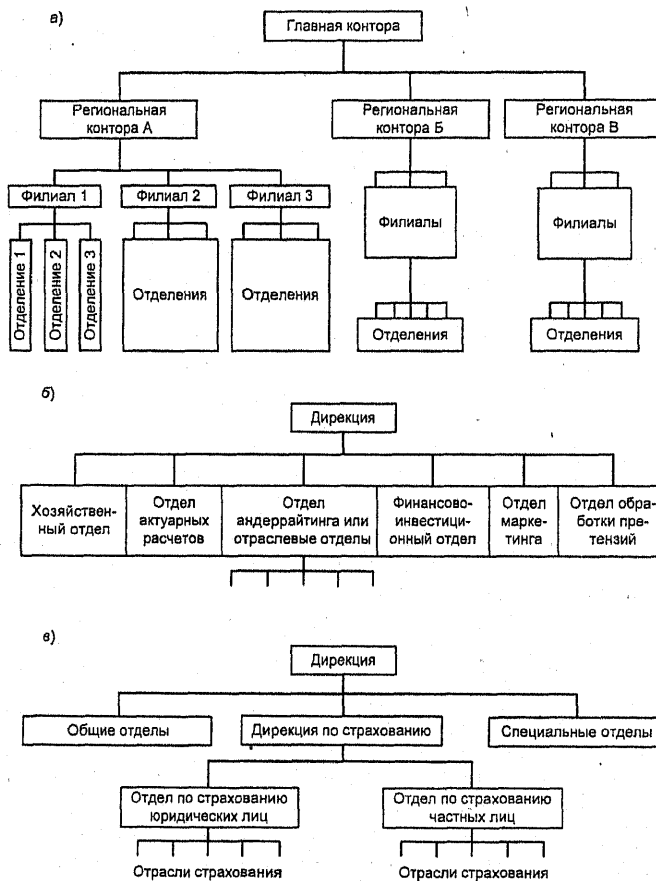 а)
Главная контора
Региональная
контора А
Региональная
контора Б
Региональная
контора В
Филиал 1
Филиал 2
Филиал 3
Филиалы
Филиалы
Отделение 1
Отделение 2
Отделение 3
Отделения
Отделения
Отделения
Отделения
б)
Дирекция
Хозяйствен-
ный отдел
Отдел
актуарных
расчетов
Отдел
андеррайтинга или
отраслевые отделы
Финансово-
инвестици-
онный отдел
Отдел
марке-
тинга
Отдел обра-
ботки пре-
тензий
в)
Дирекция
Общие отделы
Дирекция по страхованию
Специальные отделы
Отдел по страхованию
юридических лиц
Отдел по страхованию
частных лиц
Отрасли страхования
Отрасли страхования